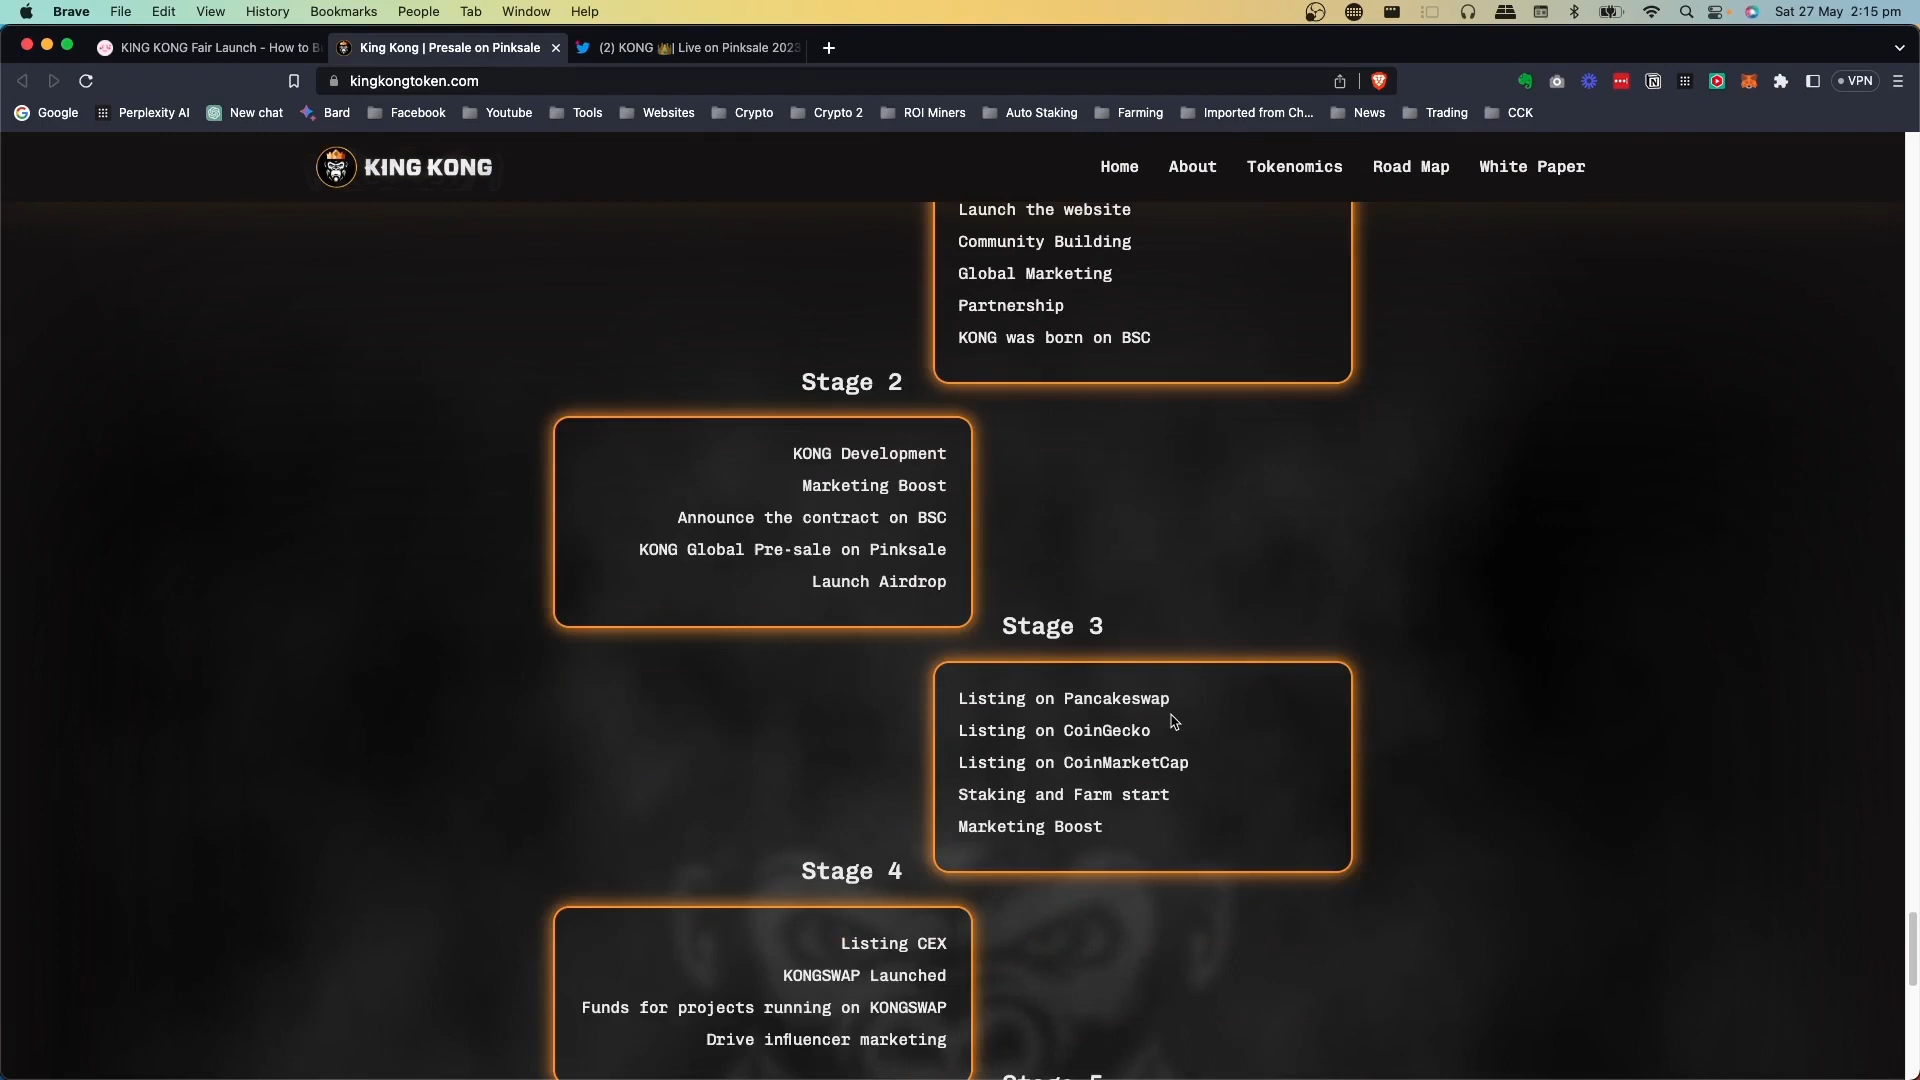 Brave File Edit View History Bookmarks People Tab Window Help Sat 27 May 2:15 pm
KING KONG Fair Launch - How to B King Kong | Presale on Pinksale (2) KONG | Live on Pinksale 2023
kingkongtoken.com VPN
Google Perplexity AI New chat Bard Facebook Youtube Tools Websites Crypto Crypto 2 ROI Miners Auto Staking Farming Imported from Ch... News Trading CCK
KING KONG Home About Tokenomics Road Map White Paper
Launch the website
Community Building
Global Marketing
Partnership
KONG was born on BSC
Stage 2
KONG Development
Marketing Boost
Announce the contract on BSC
KONG Global Pre-sale on Pinksale
Launch Airdrop
Stage 3
Listing on Pancakeswap
Listing on CoinGecko
Listing on CoinMarketCap
Staking and Farm start
Marketing Boost
Stage 4
Listing CEX
KONGSWAP Launched
Funds for projects running on KONGSWAP
Drive influencer marketing